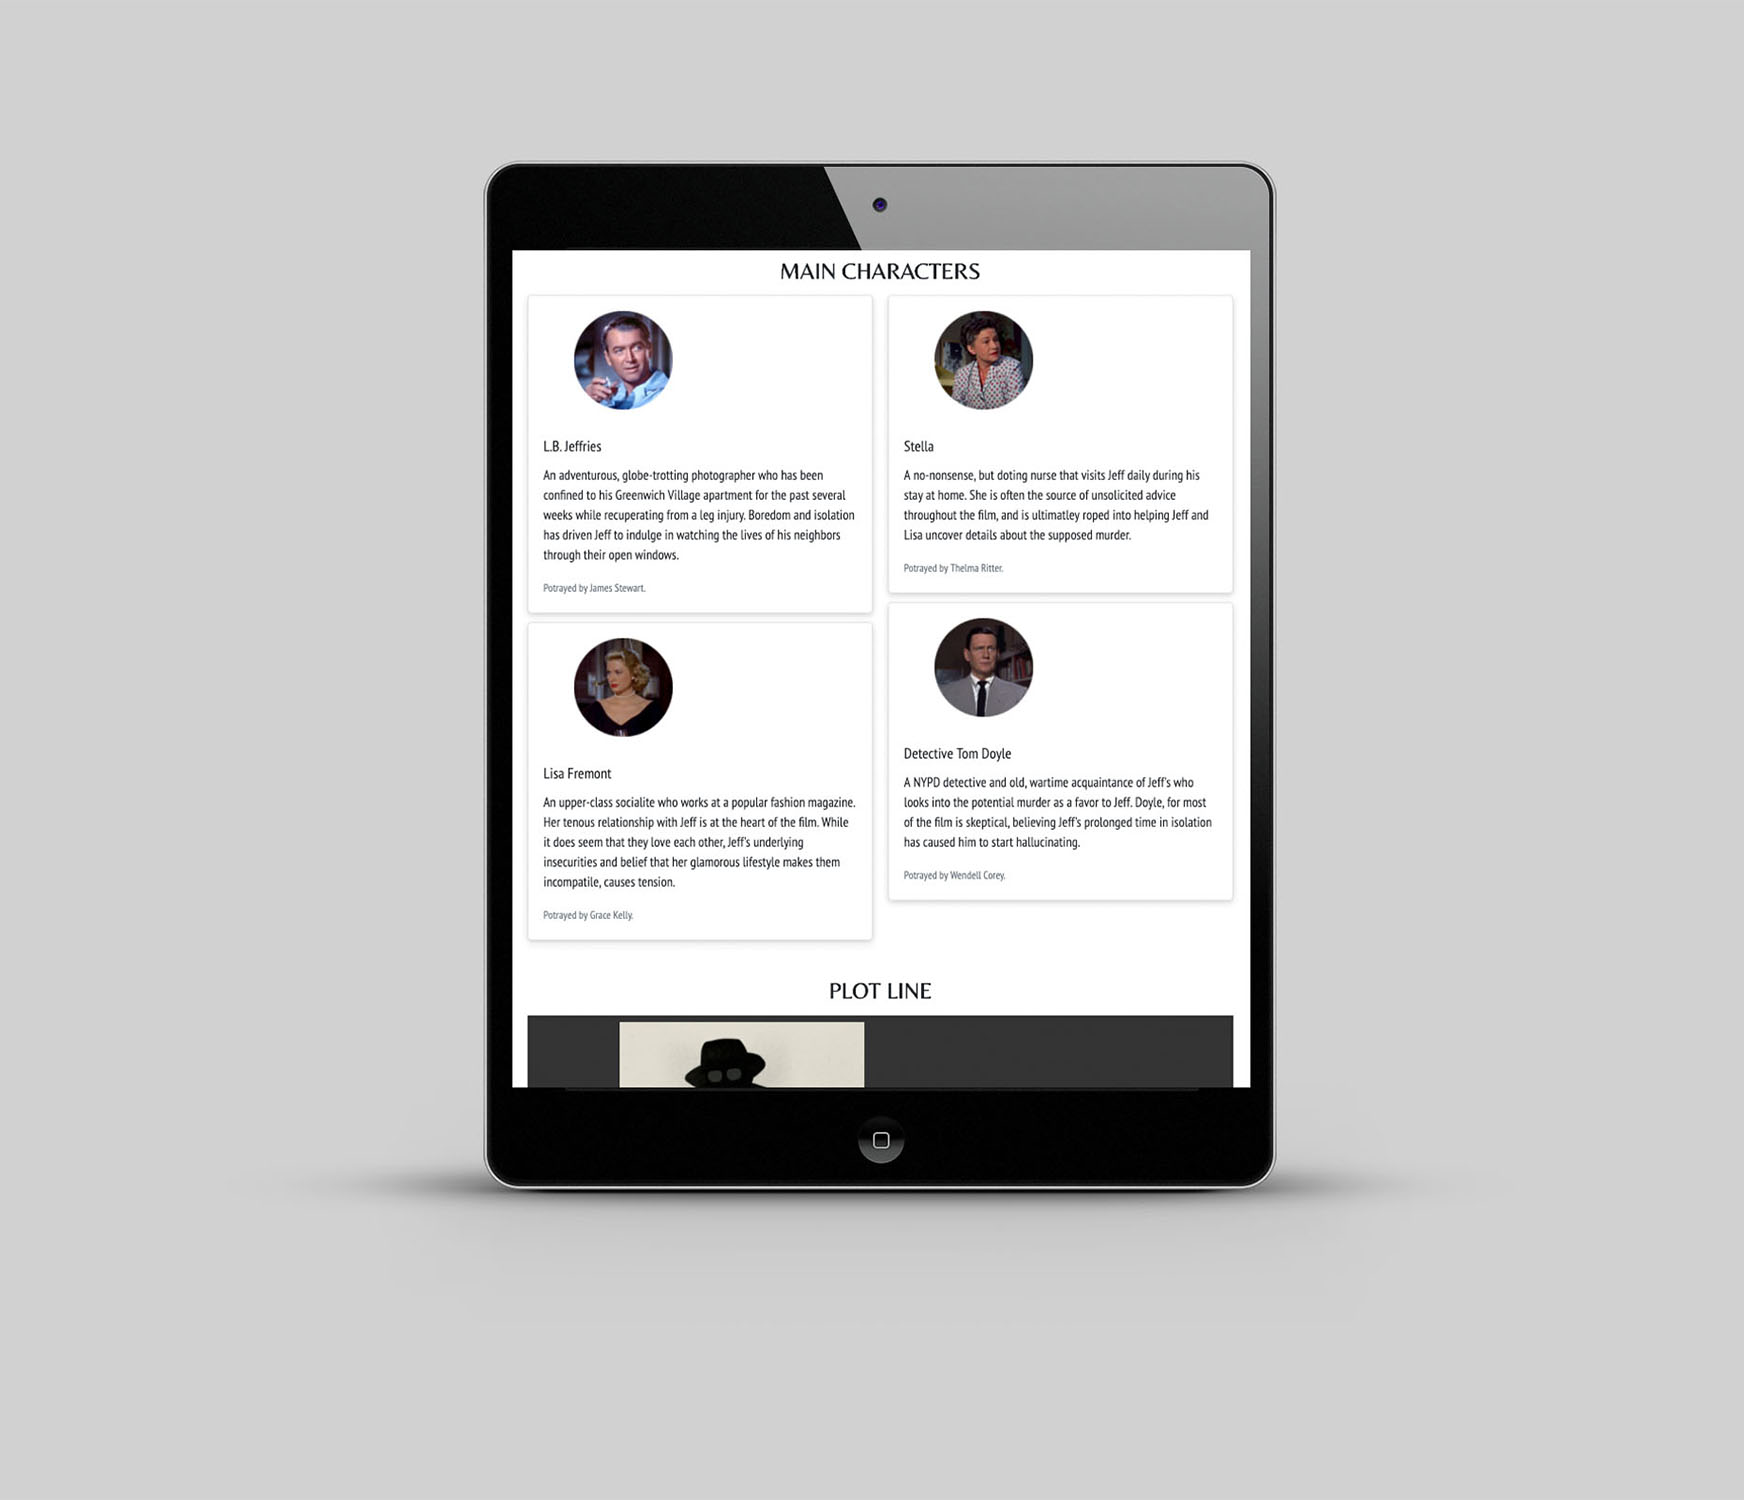 MAIN CHARACTERS
L.B. Jeffries
An adventurous, globe-trotting photographer who has been
confined to his Greenwich Village apartment for the past several
weeks while recuperating from a leg injury. Boredom and isolation
has driven Jeff to indulge in watching the lives of his neighbors
through their open windows.
Potrayed by James Stewart.
Lisa Fremont
An upper-class socialite who works at a popular fashion magazine.
Her tenous relationship with Jeff is at the heart of the film. While
it does seem that they love each other, Jeff's underlying
insecurities and belief that her glamorous lifestyle makes them
incompatile, causes tension.
Potrayed by Grace Kelly.
Stella
A no-nonsense, but doting nurse that visits Jeff daily during his
stay at home. She is often the source of unsolicited advice
throughout the film, and is ultimatley roped into helping Jeff and
Lisa uncover details about the supposed murder.
Potrayed by Thelma Ritter.
Detective Tom Doyle
A NYPD detective and old, wartime acquaintance of Jeff's who
looks into the potential murder as a favor to Jeff. Doyle, for most
of the film is skeptical, believing Jeff's prolonged time in isolation
has caused him to start hallucinating.
Potrayed by Wendell Corey.
PLOT LINE